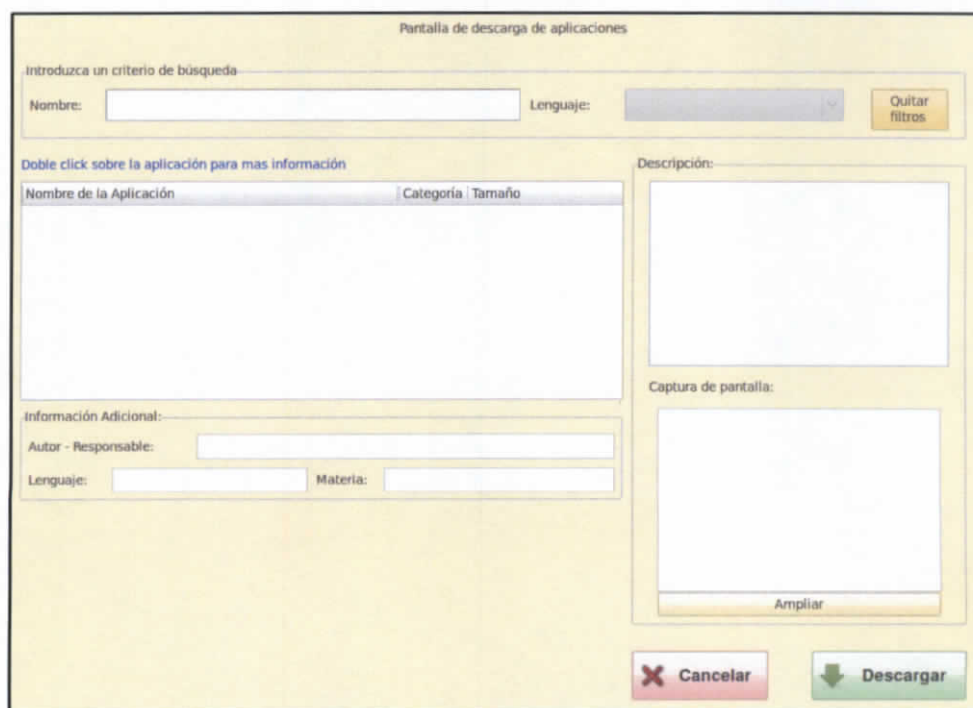 Pantalla de descarga de aplicaciones
Introduzca un criterio de búsqueda
Nombre:
Lenguaje:
Quitar
filtros
Doble click sobre la aplicación para mas información
Nombre de la Aplicación
Categoría
Tamaño
Descripción:
Captura de pantalla:
Información Adicional:
Autor - Responsable:
Lenguaje:
Materia:
Ampliar
Cancelar
Descargar